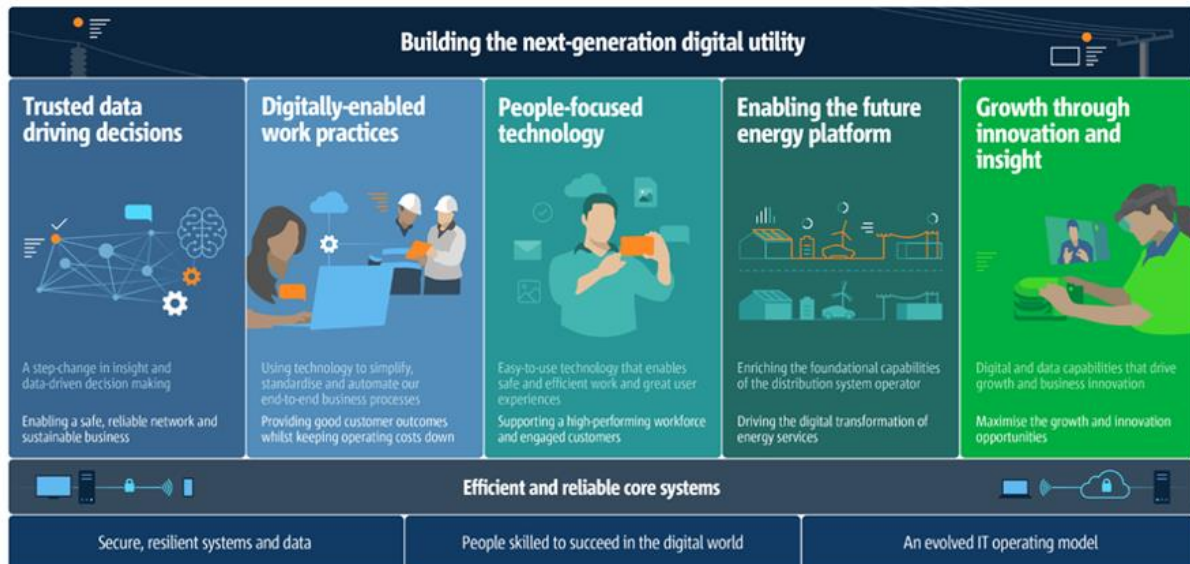 Building the next-generation digital utility
Trusted data
driving decisions
A step-change in insight and
data-driven decision making
Enabling a safe, reliable network and
sustainable business
Digitally-enabled
work practices
Using technology to simplify,
standardise and automate our
end-to-end business processes
Providing good customer outcomes
whilst keeping operating costs down
People-focused
technology
Easy-to-use technology that enables
safe and efficient work and great user
experiences
Supporting a high-performing workforce
and engaged customers
Enabling the future
energy platform
Enriching the foundational capabilities
of the distribution system operator
Driving the digital transformation of
energy services
Growth through
innovation and
insight
Digital and data capabilities that drive
growth and business innovation
Maximise the growth and innovation
opportunities
Efficient and reliable core systems
Secure, resilient systems and data
People skilled to succeed in the digital world
An evolved IT operating model